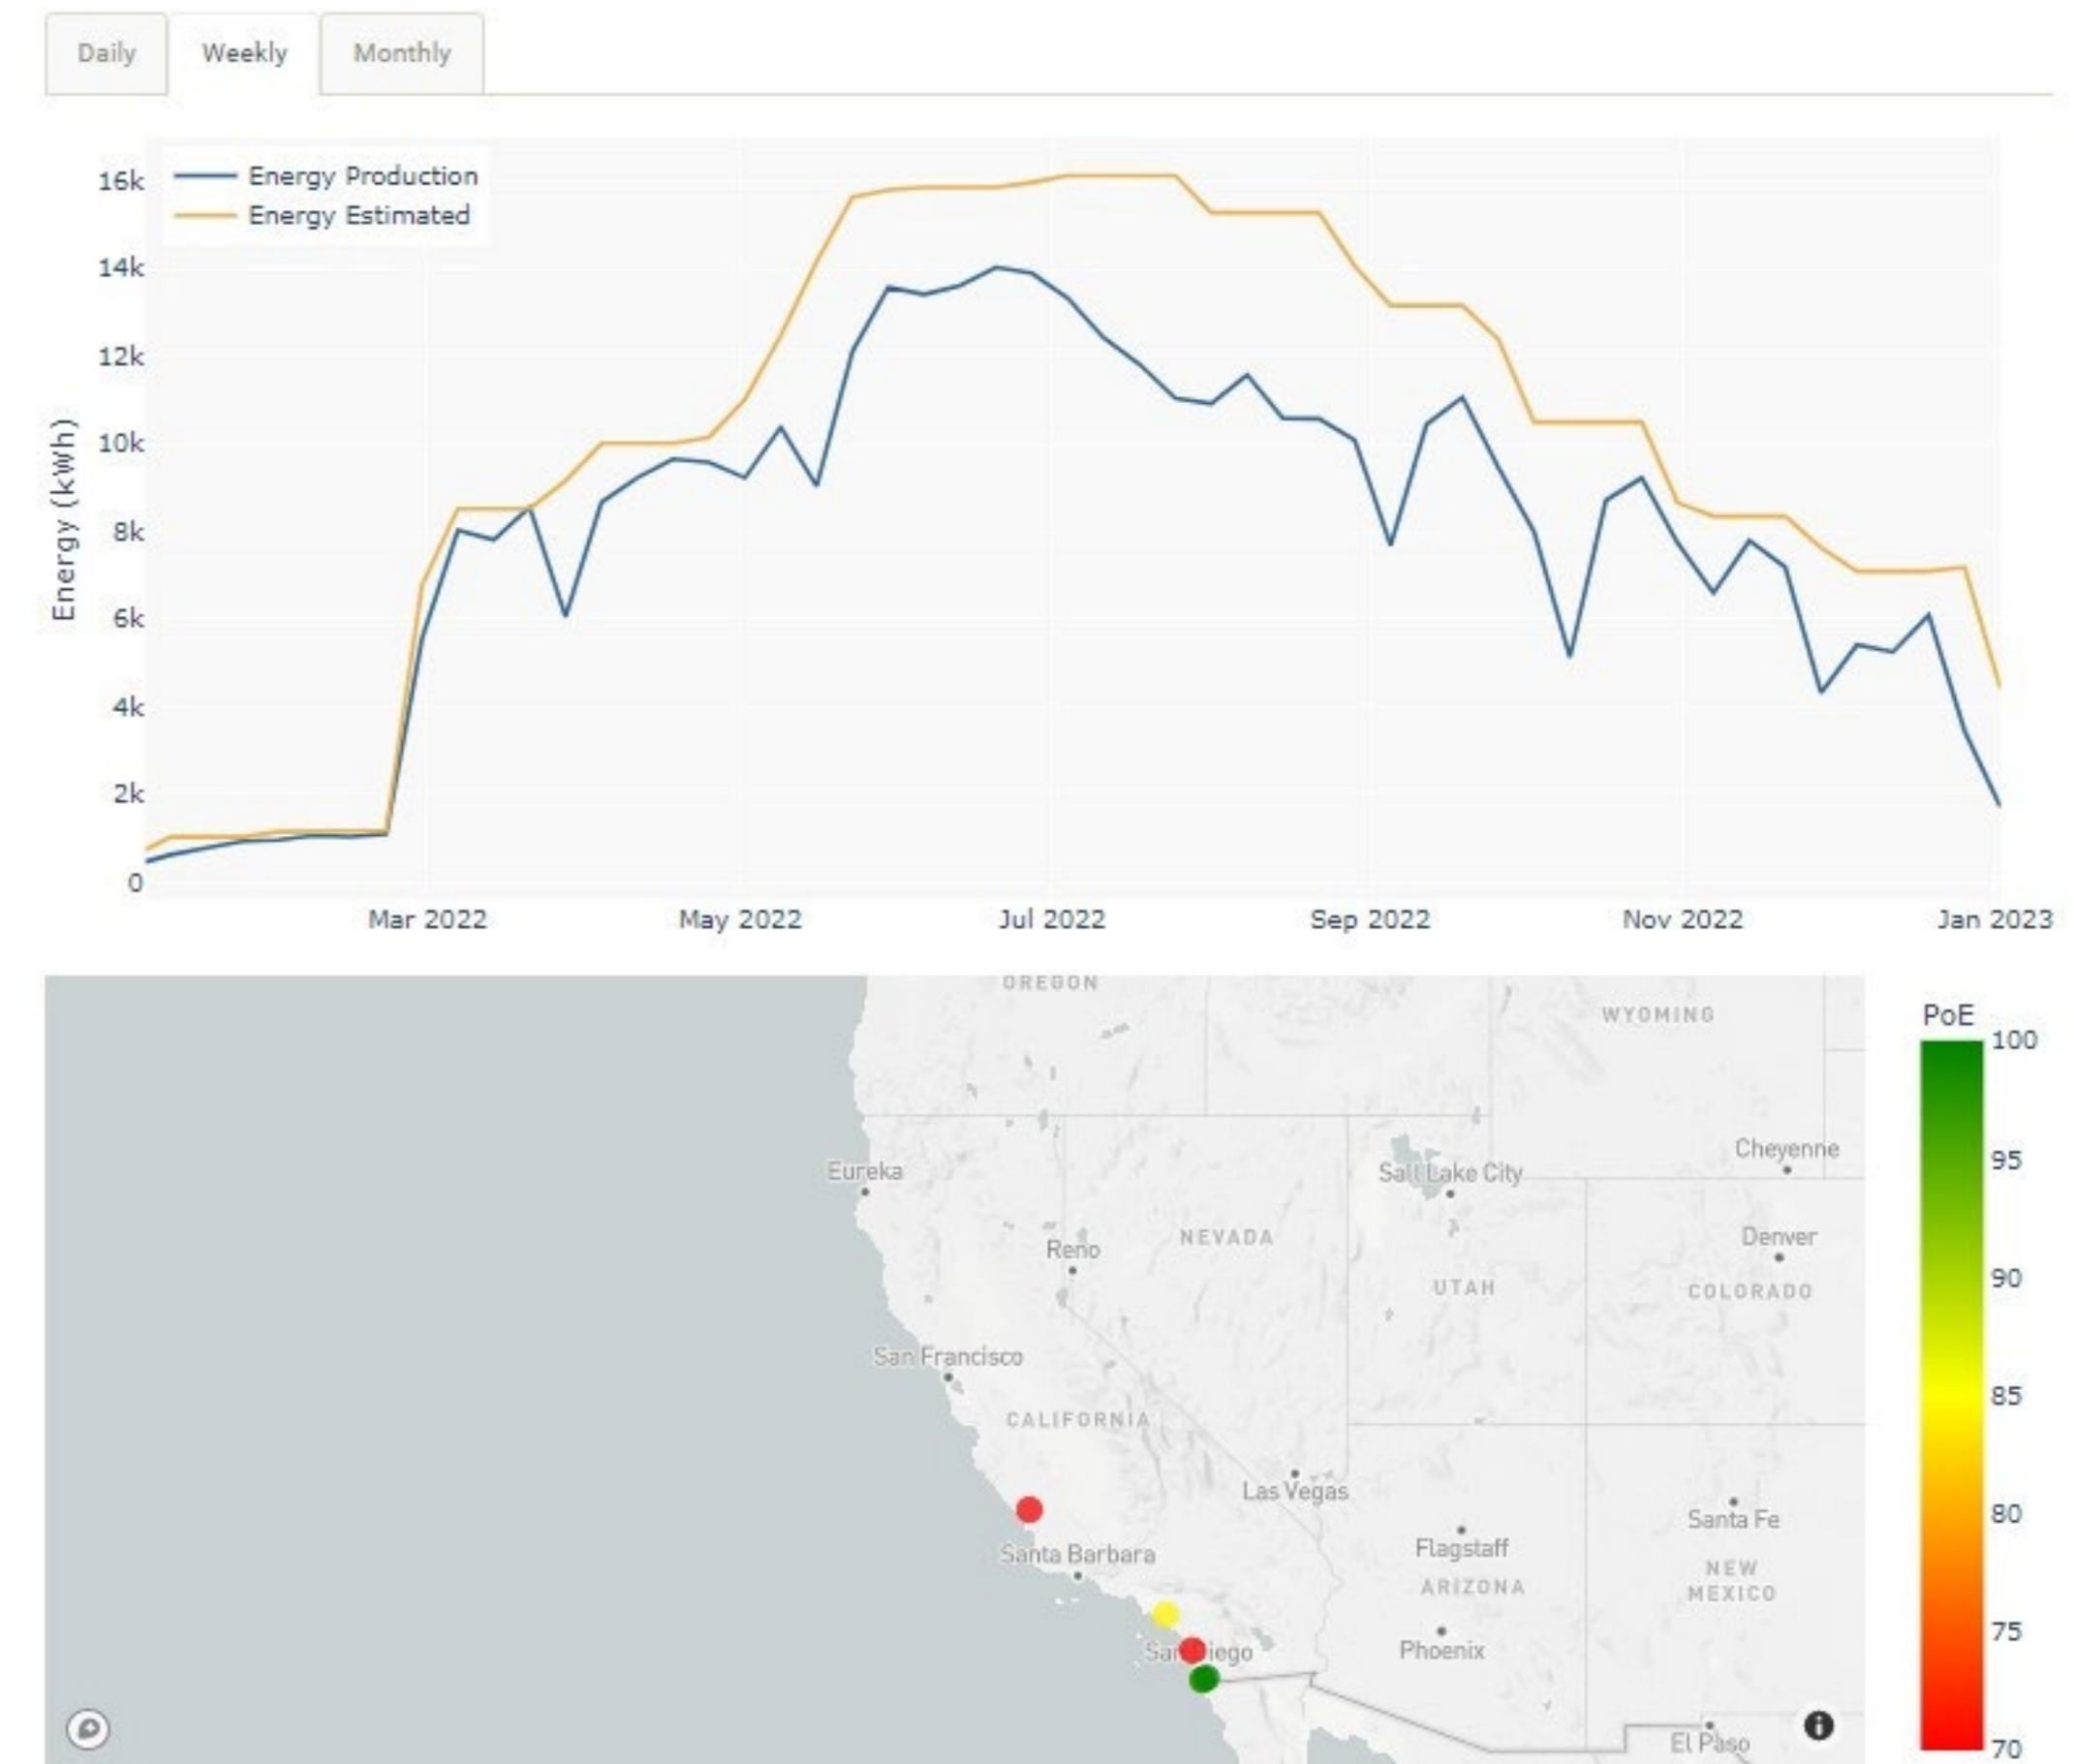 Daily Weekly Monthly
Energy Production
Energy Estimated
16k
14k
12k
10k
8k
6k
4k
2k
0
Energy (kWh)
Mar 2022 May 2022 Jul 2022 Sep 2022 Nov 2022 Jan 2023
OREGON
WYOMING
PoE
100
95
90
85
80
75
70
Cheyenne
Eureka
Salt Lake City
Denver
NEVADA
Reno
UTAH
COLORADO
San Francisco
CALIFORNIA
Las Vegas
Santa Fe
Flagstaff
Santa Barbara
NEW
MEXICO
ARIZONA
San Diego
Phoenix
El Paso